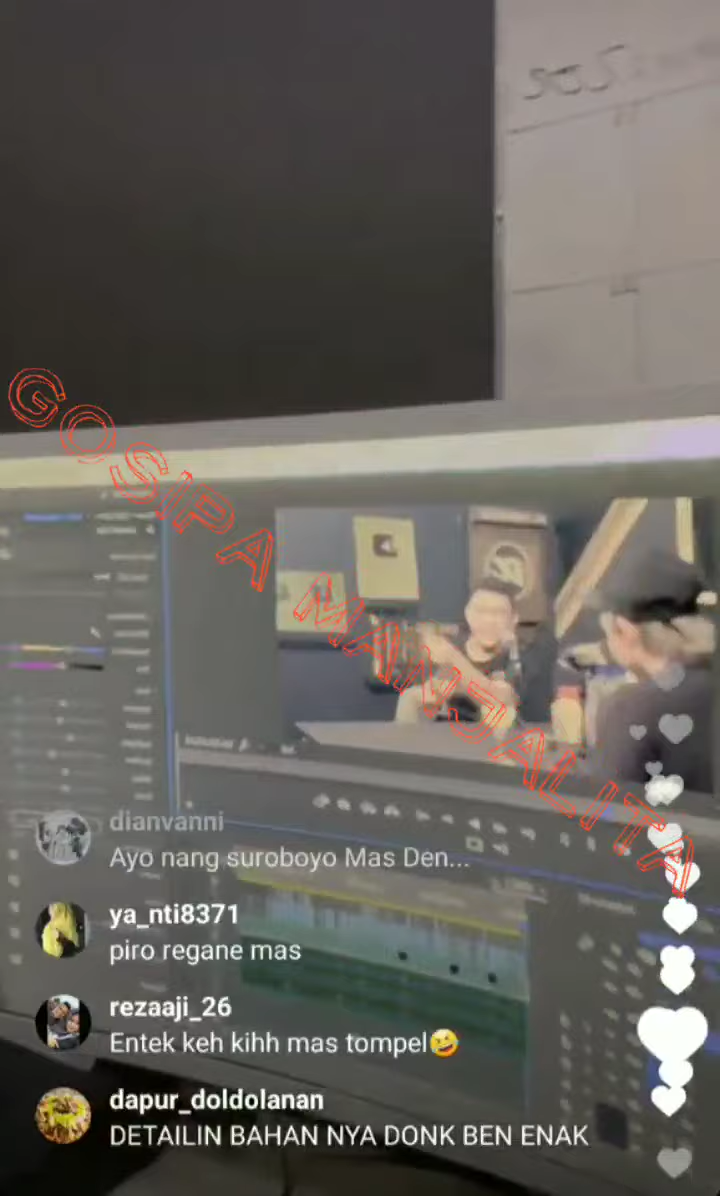 GOSIPA MANJALITA
dianvanni
Ayo nang suroboyo Mas Den...
ya_nti8371
piro regane mas
rezaaji_26
Entek keh kihh mas tompel🤪
dapur_doldolanan
DETAILIN BAHAN NYA DONK BEN ENAK